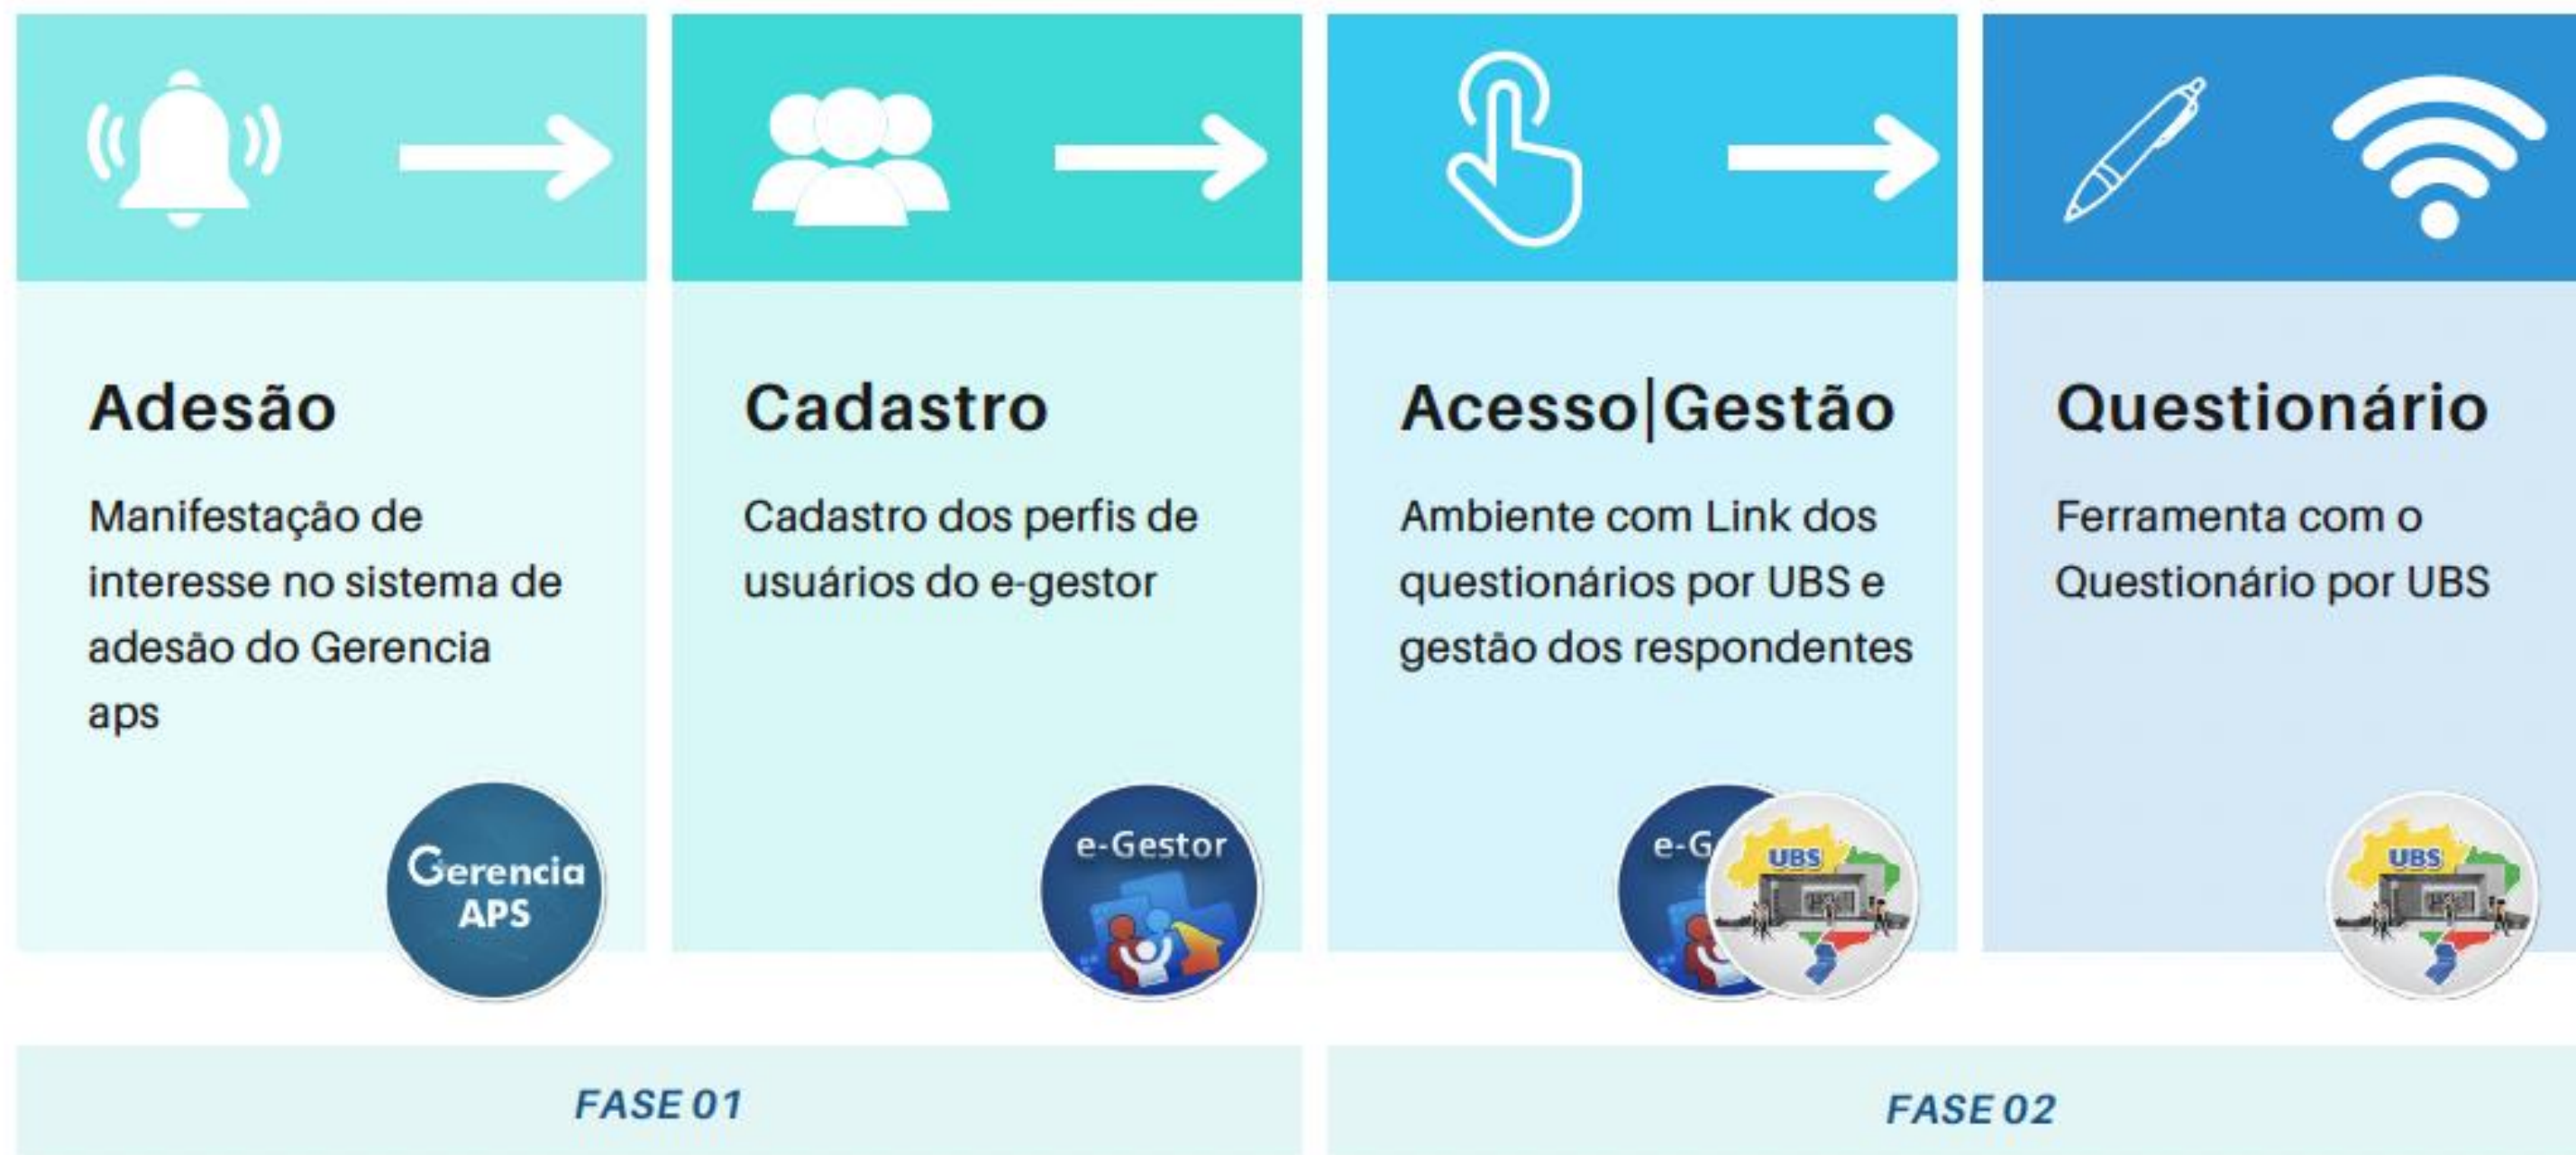 Adesão
Manifestação de
interesse no sistema de
adesão do Gerencia
aps
Gerencia
APS
Cadastro
Cadastro dos perfis de
usuários do e-gestor
e-Gestor
Acesso|Gestão
Ambiente com Link dos
questionários por UBS e
gestão dos respondentes
e-G
UBS
Questionário
Ferramenta com o
Questionário por UBS
UBS
FASE 01
FASE 02